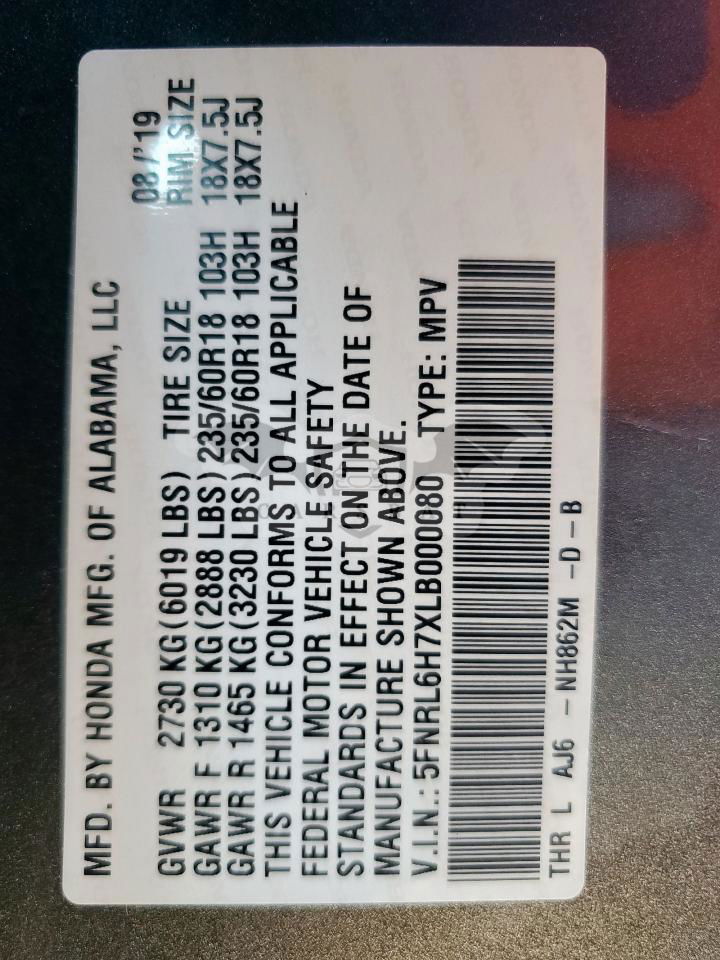 MFD. BY HONDA MFG. OF ALABAMA, LLC 08/'19
GVWR 2730 KG(6019 LBS) TIRE SIZE RIM SIZE
GAWR F 1310 KG(2888 LBS) 235/60R18 103H 18X7.5J
GAWR R 1465 KG(3230 LBS) 235/60R18 103H 18X7.5J
THIS VEHICLE CONFORMS TO ALL APPLICABLE
FEDERAL MOTOR VEHICLE SAFETY
STANDARDS IN EFFECT ON THE DATE OF
MANUFACTURE SHOWN ABOVE.
V.I.N.: 5FNRL6H7XLB000080 TYPE: MPV
THR L AJ6 - NH862M -D-B